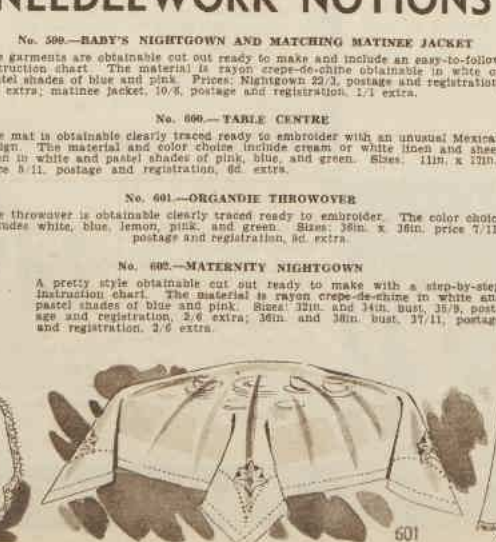 NEEDLEWORK NOTIONS
No. 599.—BABY'S NIGHTGOWN AND MATCHING MATINEE JACKET
e garments are obtainable cut out ready to make and include an easy-to-follow
truction chart The material is rayon crepe-de-chine obtainable in white o
tel shades of blue and pink. Prices: Nightgown 22/3, postage and registration
extra; matinee jacket, 10/6, postage and registration, 1/1 extra.
No. 600.—TABLE CENTRE
e mat is obtainable clearly traced ready to embroider with an unusual Mexica
ign. The material and color choice include cream or white linen and shee
en in white and pastel shades of pink, blue, and green. Sizes: 11in. x 17in.
ce 5/11, postage and registration, 6d. extra.
No. 601.—ORGANDIE THROWOVER
e throwover is obtainable clearly traced ready to embroider. The color choic
udes white, blue, lemon, pink, and green. Sizes: 36in. x 36in. price 7/11
postage and registration, 8d. extra.
No. 602.—MATERNITY NIGHTGOWN
A pretty style obtainable cut out ready to make with a step-by-step
instruction chart. The material is rayon crepe-de-chine in white an
pastel shades of blue and pink. Sizes: 32in. and 34in. bust, 35/9, post
age and registration, 2/6 extra; 36in. and 38in. bust, 37/11, postag
and registration, 2/6 extra.
601